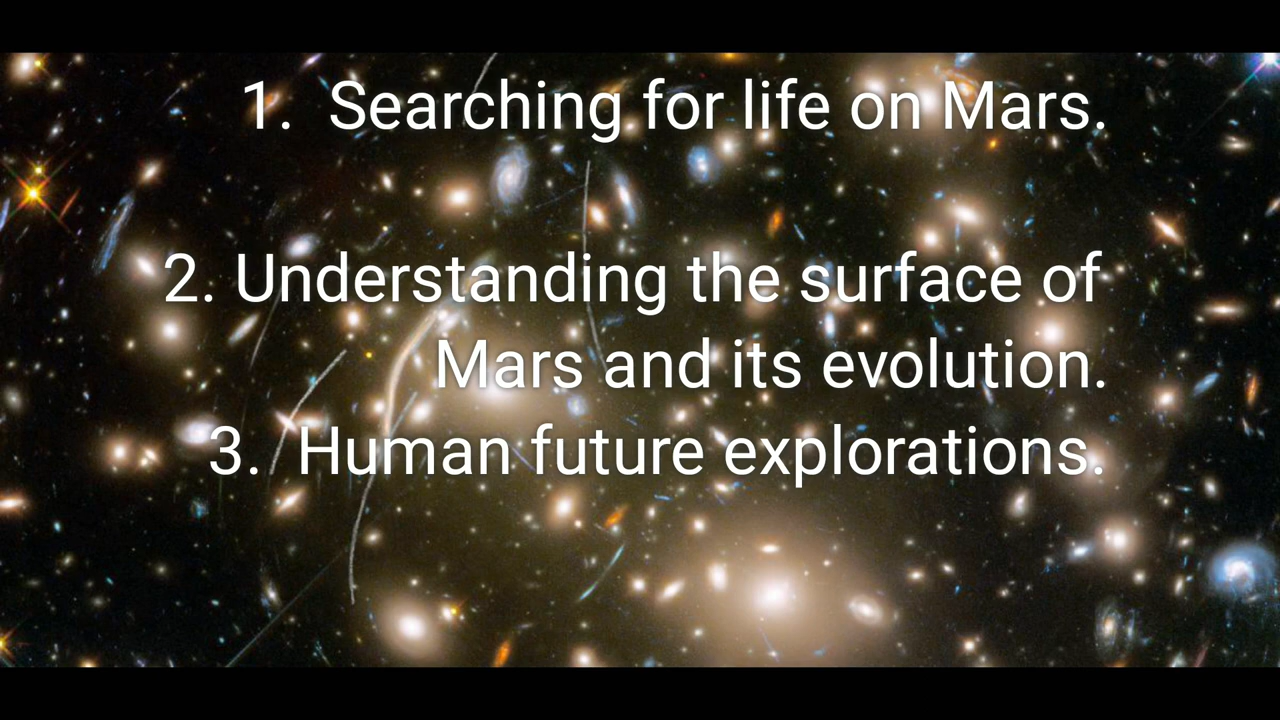 1.  Searching for life on Mars.
2. Understanding the surface of
Mars and its evolution.
3.  Human future explorations.